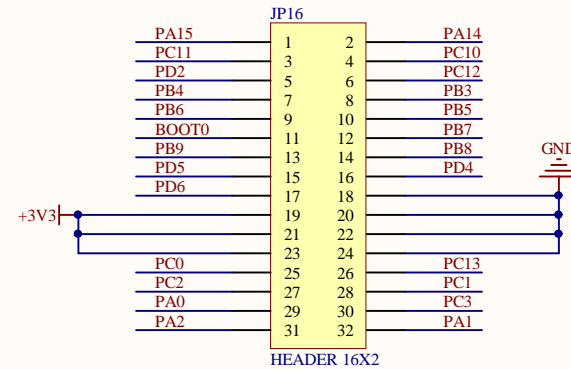 JP16
PA15 1 2 PA14
PC11 3 4 PC10
PD2 5 6 PC12
PB4 7 8 PB3
PB6 9 10 PB5
BOOT0 11 12 PB7
PB9 13 14 PB8
GND
PD5 15 16 PD4
PD6 17 18
+3V3 19 20
21 22
23 24
PC0 25 26 PC13
PC2 27 28 PC1
PA0 29 30 PC3
PA2 31 32 PA1
HEADER 16X2